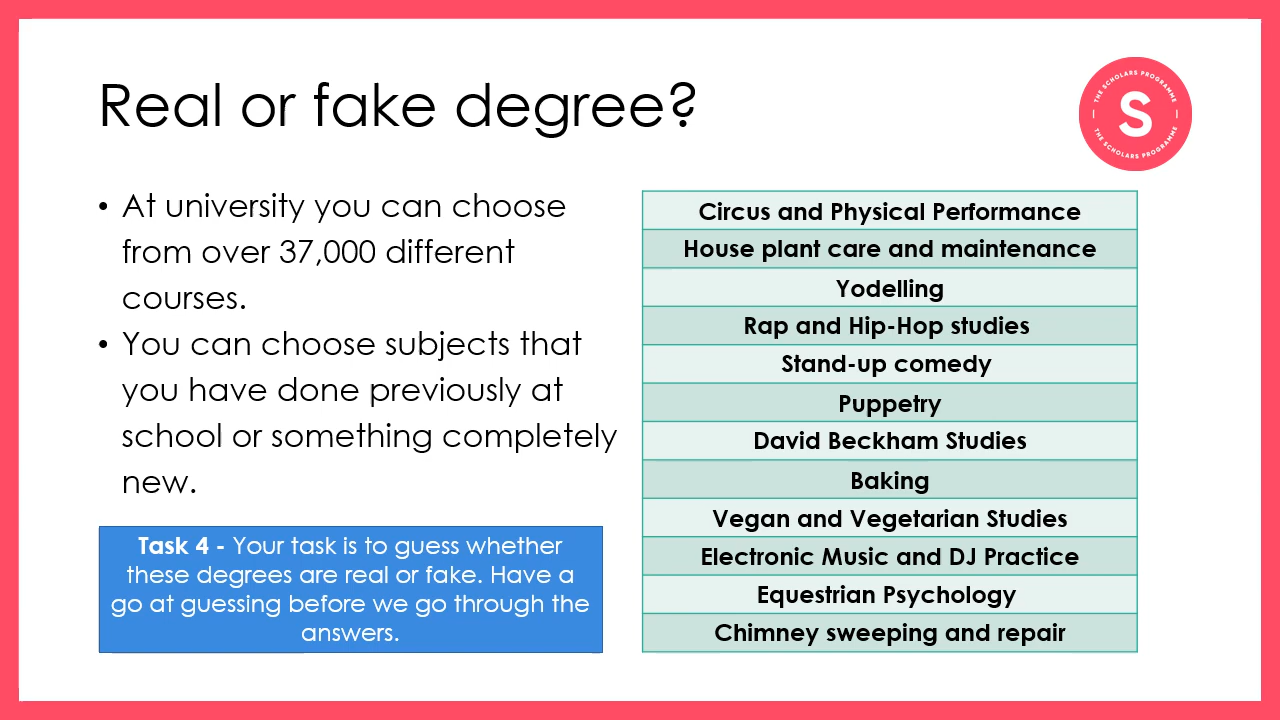 Real or fake degree?
THE SCHOLARS PROGRAMME
S
THE SCHOLARS PROGRAMME
• At university you can choose
from over 37,000 different
courses.
• You can choose subjects that
you have done previously at
school or something completely
new.
Task 4 - Your task is to guess whether
these degrees are real or fake. Have a
go at guessing before we go through the
answers.
Circus and Physical Performance
House plant care and maintenance
Yodelling
Rap and Hip-Hop studies
Stand-up comedy
Puppetry
David Beckham Studies
Baking
Vegan and Vegetarian Studies
Electronic Music and DJ Practice
Equestrian Psychology
Chimney sweeping and repair